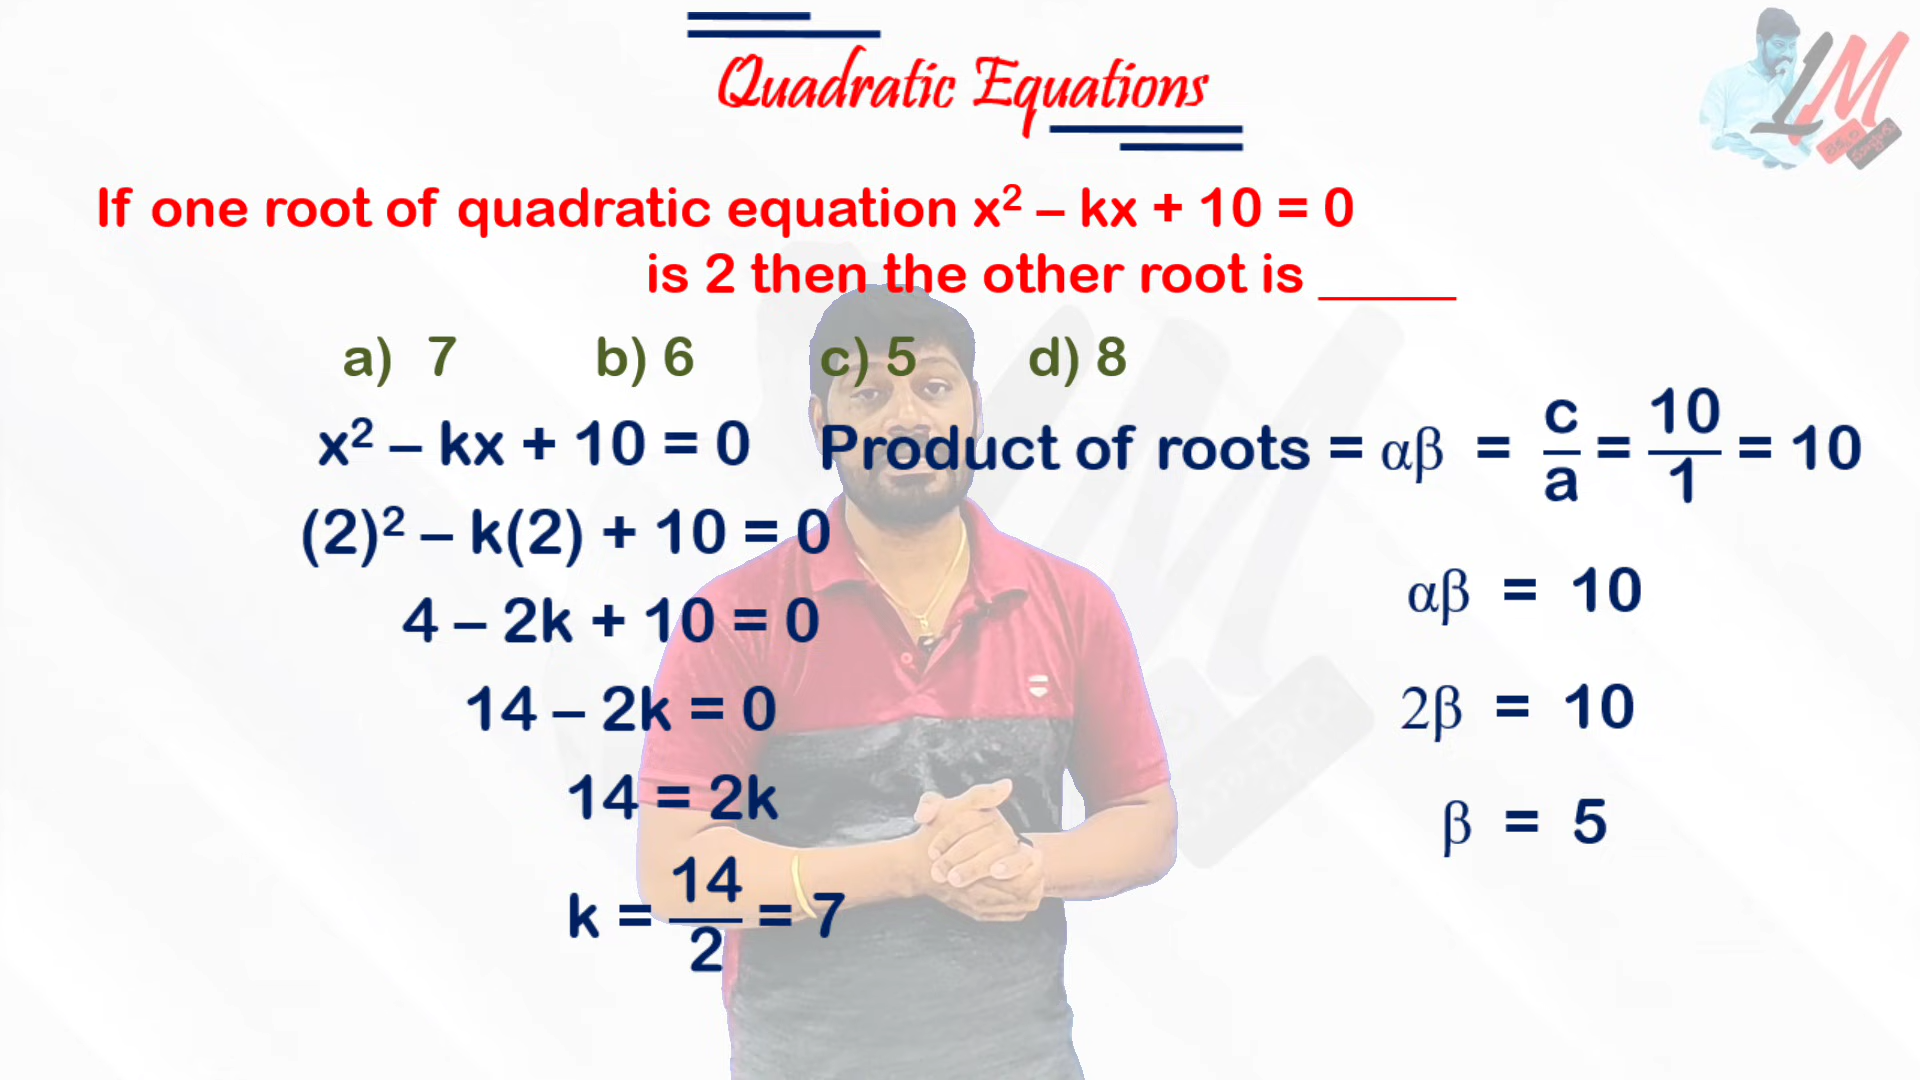 Quadratic Equations
LM
If one root of quadratic equation x² – kx + 10 = 0
is 2 then the other root is _____
a) 7 b) 6 c) 5 d) 8
x² – kx + 10 = 0
(2)² – k(2) + 10 = 0
4 – 2k + 10 = 0
14 – 2k = 0
14 = 2k
k = 14/2 = 7
Product of roots = αβ = c/a = 10/1 = 10
αβ = 10
2β = 10
β = 5